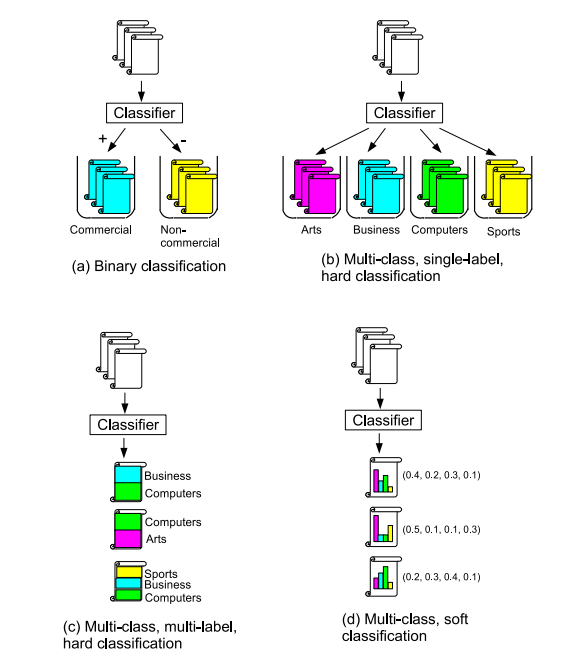 Classifier
+ -
Commercial
Non-
commercial
(a) Binary classification
Classifier
Arts Business Computers Sports
(b) Multi-class, single-label,
hard classification
Classifier
Business
Computers
Computers
Arts
Sports
Business
Computers
(c) Multi-class, multi-label,
hard classification
Classifier
(0.4, 0.2, 0.3, 0.1)
(0.5, 0.1, 0.1, 0.3)
(0.2, 0.3, 0.4, 0.1)
(d) Multi-class, soft
classification